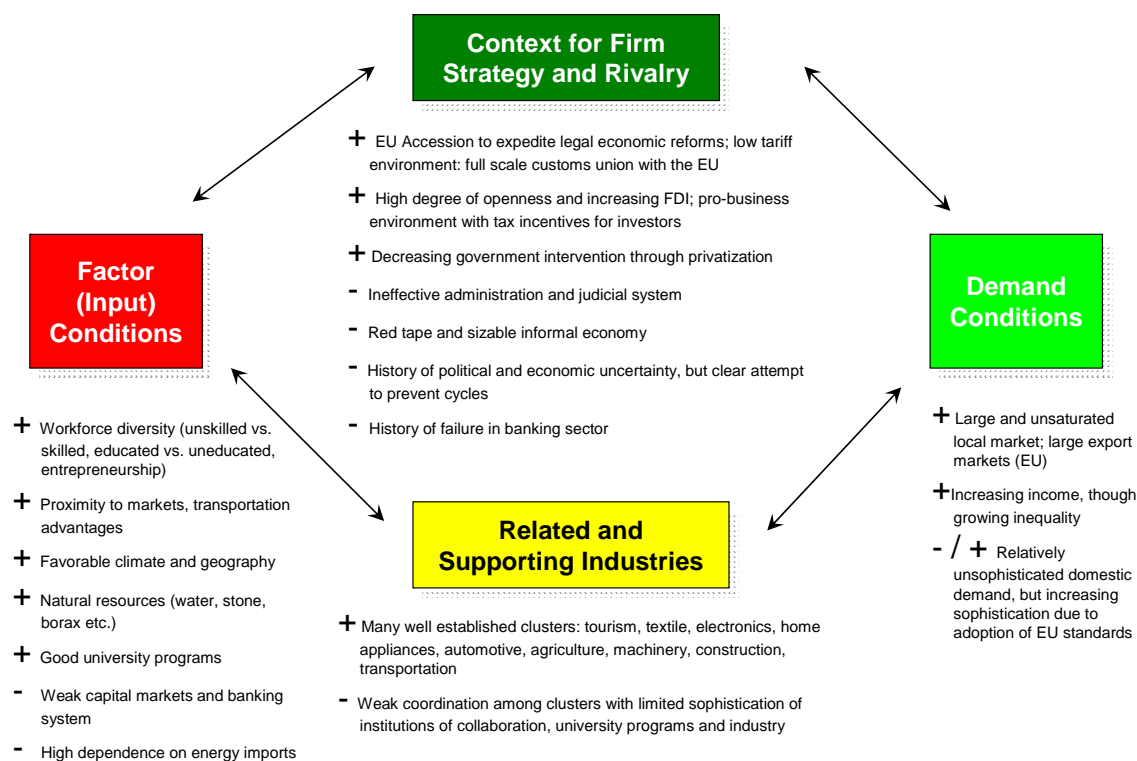 Context for Firm
Strategy and Rivalry
+ EU Accession to expedite legal economic reforms; low tariff
environment: full scale customs union with the EU
+ High degree of openness and increasing FDI; pro-business
environment with tax incentives for investors
+ Decreasing government intervention through privatization
- Ineffective administration and judicial system
- Red tape and sizable informal economy
- History of political and economic uncertainty, but clear attempt
to prevent cycles
- History of failure in banking sector
Factor
(Input)
Conditions
+ Workforce diversity (unskilled vs.
skilled, educated vs. uneducated,
entrepreneurship)
+ Proximity to markets, transportation
advantages
+ Favorable climate and geography
+ Natural resources (water, stone,
borax etc.)
+ Good university programs
- Weak capital markets and banking
system
- High dependence on energy imports
Demand
Conditions
+ Large and unsaturated
local market; large export
markets (EU)
+Increasing income, though
growing inequality
- / + Relatively
unsophisticated domestic
demand, but increasing
sophistication due to
adoption of EU standards
Related and
Supporting Industries
+ Many well established clusters: tourism, textile, electronics, home
appliances, automotive, agriculture, machinery, construction,
transportation
- Weak coordination among clusters with limited sophistication of
institutions of collaboration, university programs and industry